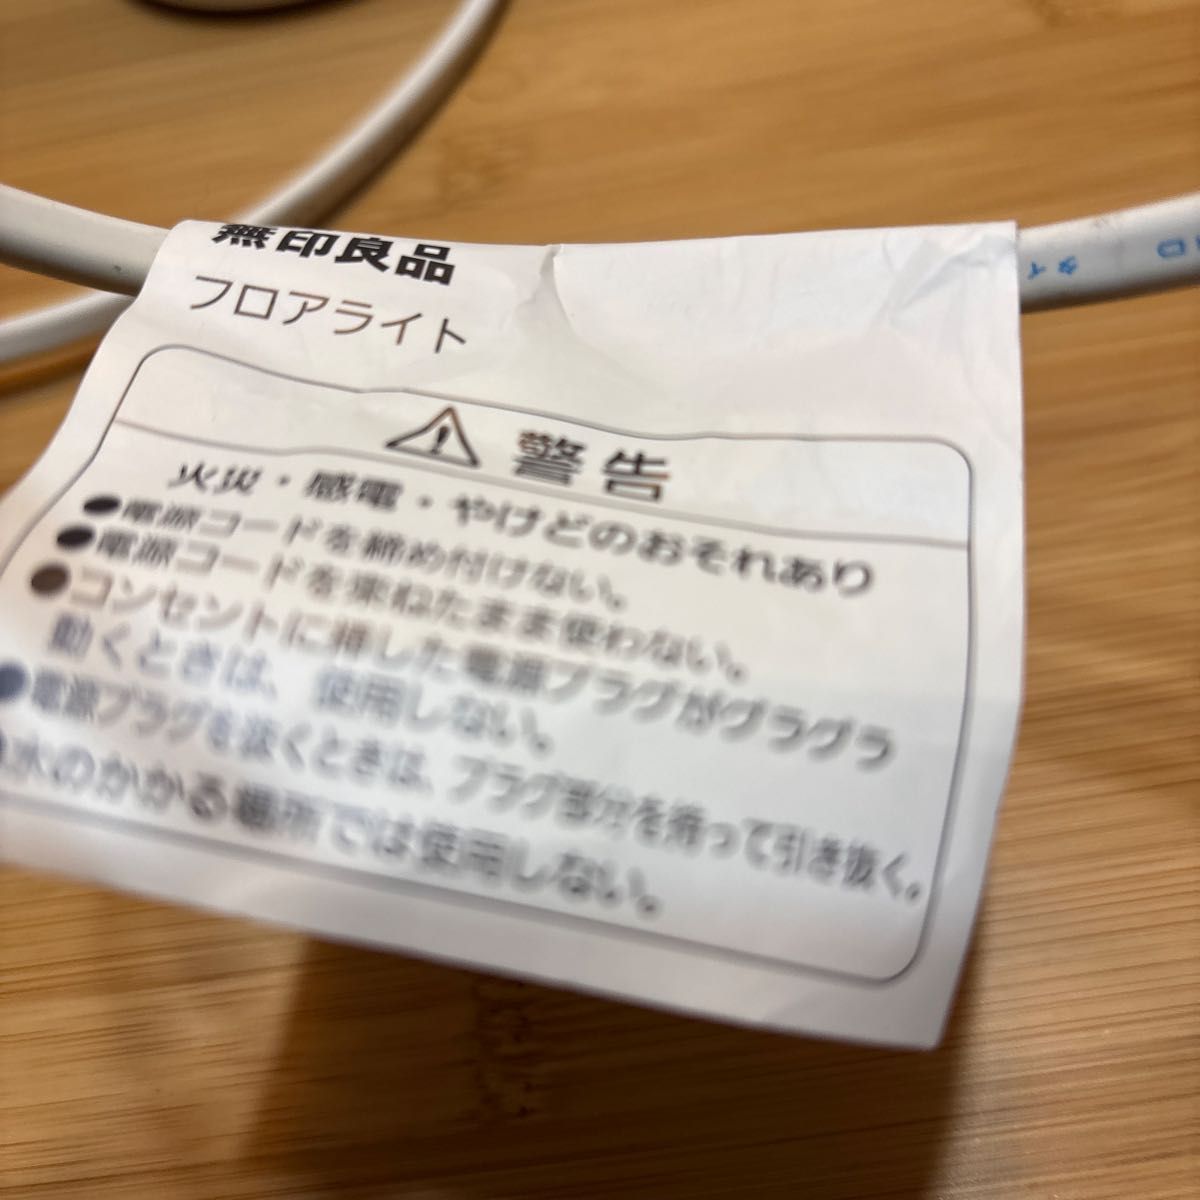 無印良品
フロアライト
警告
火災・感電・やけどのおそれあり
●電源コードを締め付けない。
●電源コードを束ねたまま使わない。
●コンセントに挿した電源プラグがグラグラ
動くときは、使用しない。
●電源プラグを抜くときは、プラグ部分を持って引き抜く。
●水のかかる場所では使用しない。